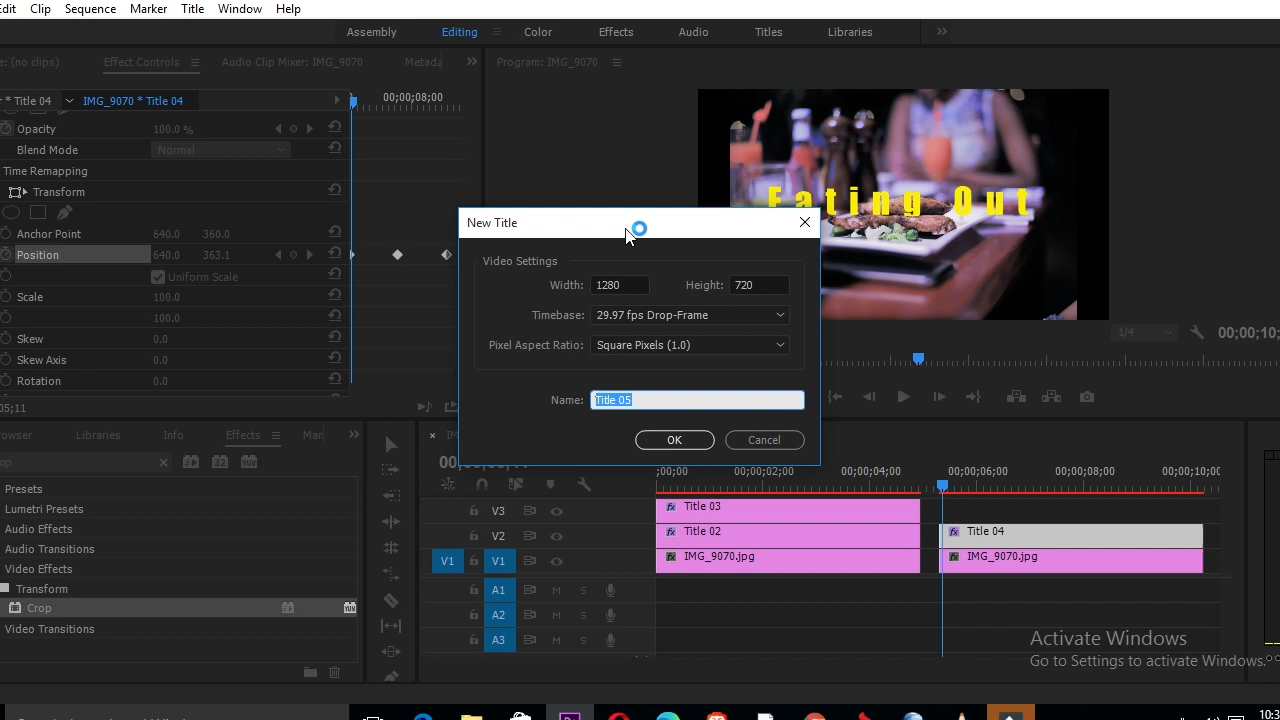 Clip Sequence Marker Title Window Help
Assembly Editing Color Effects Audio Titles Libraries
(no clips) Effect Controls Audio Clip Mixer: IMG_9070 Program: IMG_9070
* Title 04 IMG_9070 * Title 04 00;00;08;00
Opacity 100.0 %
Blend Mode Normal
Time Remapping
Transform
Anchor Point 640.0 360.0
Position 640.0 363.1
Uniform Scale
Scale 100.0
100.0
Skew 0.0
Skew Axis 0.0
Rotation 0.0
5;11
Eating Out
1/4 00;00;10;
New Title
Video Settings
Width: 1280 Height: 720
Timebase: 29.97 fps Drop-Frame
Pixel Aspect Ratio: Square Pixels (1.0)
Name: Title 05
OK Cancel
Libraries Info Effects
Presets
Lumetri Presets
Audio Effects
Audio Transitions
Video Effects
Transform
Crop
Video Transitions
;00;00 00;00;02;00 00;00;04;00 00;00;06;00 00;00;08;00 00;00;10;00
V3 Title 03
V2 Title 02 Title 04
V1 V1 IMG_9070.jpg IMG_9070.jpg
A1 M S
A2 M S
A3 M S
Activate Windows
Go to Settings to activate Windows.
10:3